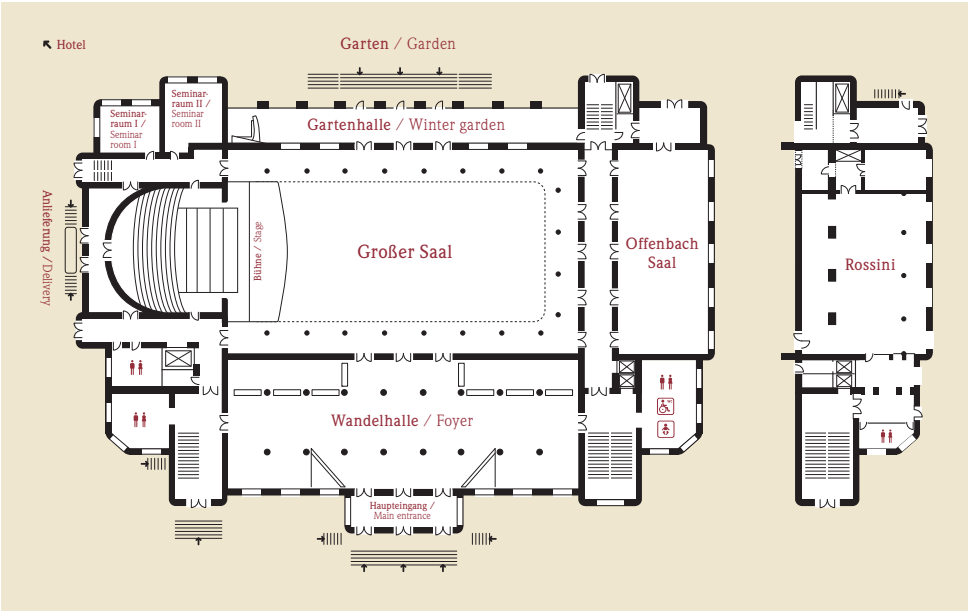 Hotel
Garten / Garden
Seminar-
raum II /
Seminar
room II
Seminar-
raum I /
Seminar
room I
Gartenhalle / Winter garden
Anlieferung / Delivery
Bühne / Stage
Großer Saal
Offenbach
Saal
Rossini
WC
Wandelhalle / Foyer
Haupteingang /
Main entrance